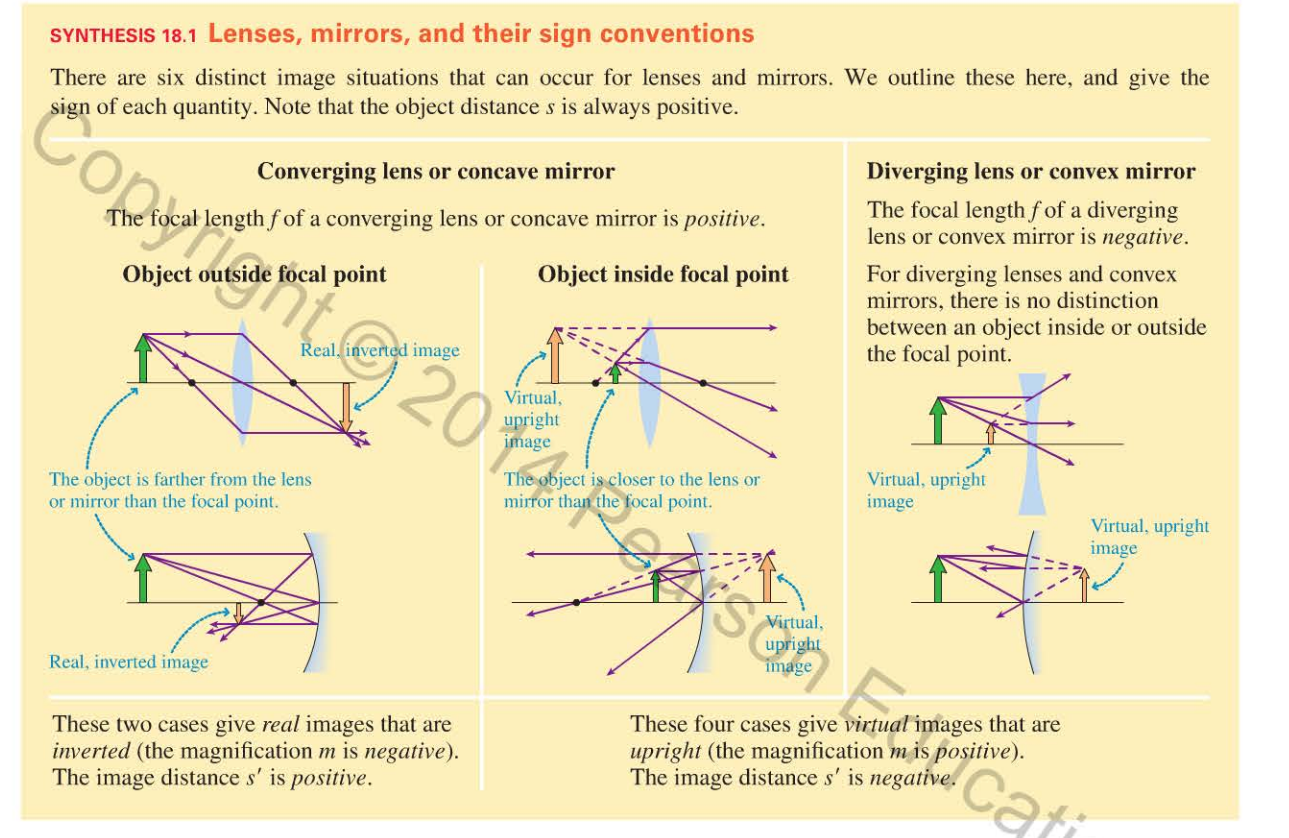 SYNTHESIS 18.1 Lenses, mirrors, and their sign conventions
There are six distinct image situations that can occur for lenses and mirrors. We outline these here, and give the
sign of each quantity. Note that the object distance s is always positive.
Converging lens or concave mirror
The focal length f of a converging lens or concave mirror is positive.
Object outside focal point
Real, inverted image
The object is farther from the lens
or mirror than the focal point.
Real, inverted image
Object inside focal point
Virtual,
upright
image
The object is closer to the lens or
mirror than the focal point.
Virtual,
upright
image
Diverging lens or convex mirror
The focal length f of a diverging
lens or convex mirror is negative.
For diverging lenses and convex
mirrors, there is no distinction
between an object inside or outside
the focal point.
Virtual, upright
image
Virtual, upright
image
These two cases give real images that are
inverted (the magnification m is negative).
The image distance s′ is positive.
These four cases give virtual images that are
upright (the magnification m is positive).
The image distance s′ is negative.
Copyright © 2014 Pearson Educati